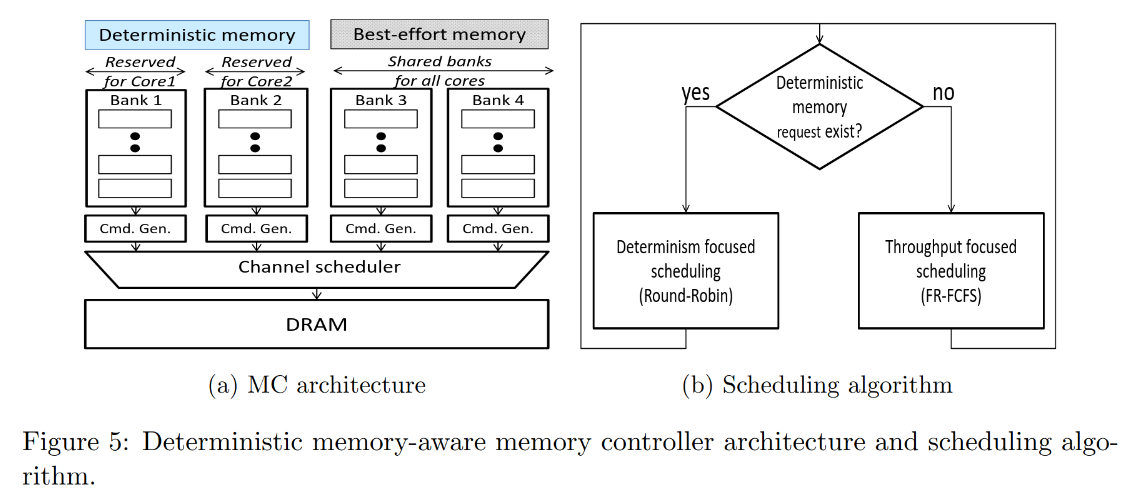 Deterministic memory
Best-effort memory
Reserved
for Core1
Reserved
for Core2
Shared banks
for all cores
Bank 1
Bank 2
Bank 3
Bank 4
Cmd. Gen.
Cmd. Gen.
Cmd. Gen.
Cmd. Gen.
Channel scheduler
DRAM
(a) MC architecture
Deterministic
memory
request exist?
yes
no
Determinism focused
scheduling
(Round-Robin)
Throughput focused
scheduling
(FR-FCFS)
(b) Scheduling algorithm
Figure 5: Deterministic memory-aware memory controller architecture and scheduling algo-
rithm.